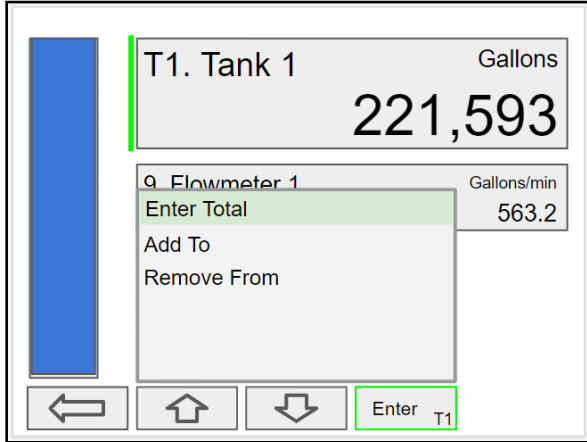 T1. Tank 1 Gallons
221,593
9. Flowmeter 1 Gallons/min
563.2
Enter Total
Add To
Remove From
Enter T1